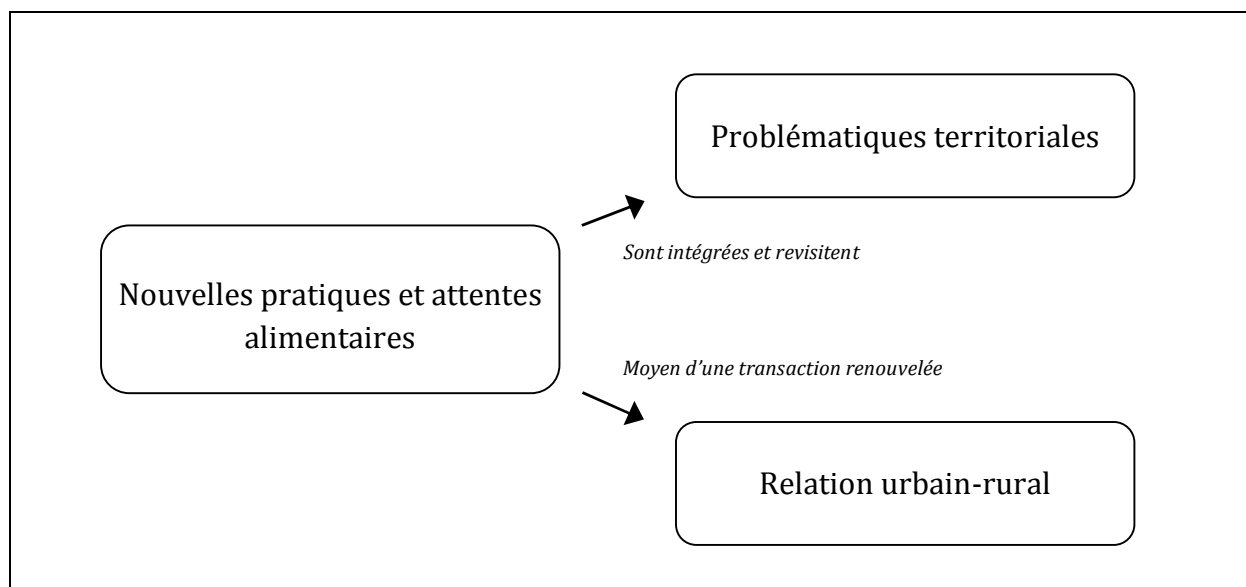 Problématiques territoriales
Sont intégrées et revisitent
Nouvelles pratiques et attentes
alimentaires
Moyen d’une transaction renouvelée
Relation urbain-rural